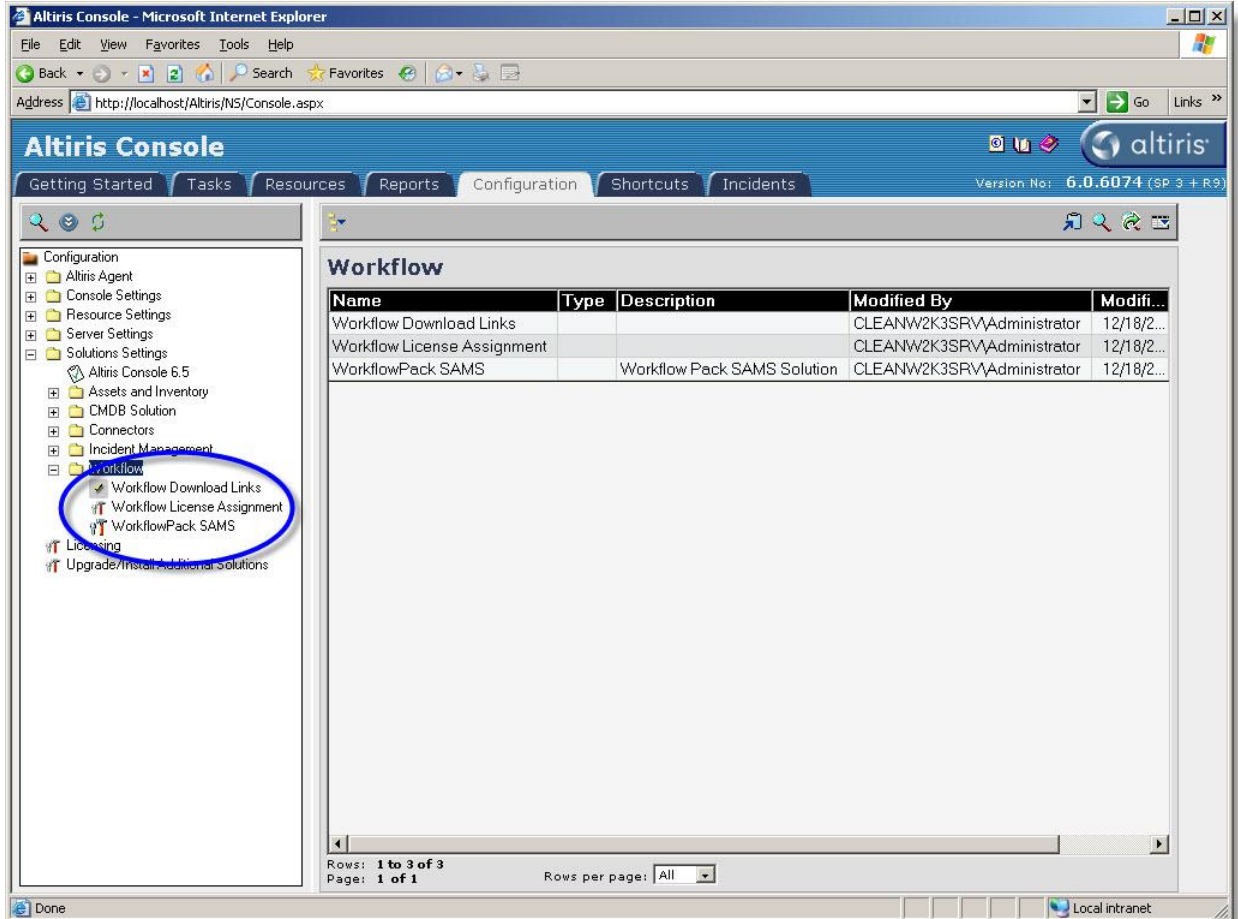 Altiris Console - Microsoft Internet Explorer
File Edit View Favorites Tools Help
Back Search Favorites
Address http://localhost/Altiris/NS/Console.aspx Go Links »
Altiris Console
altiris
Getting Started Tasks Resources Reports Configuration Shortcuts Incidents Version No: 6.0.6074 (SP 3 + R9)
Configuration
Altiris Agent
Console Settings
Resource Settings
Server Settings
Solutions Settings
Altiris Console 6.5
Assets and Inventory
CMDB Solution
Connectors
Incident Management
Workflow
Workflow Download Links
Workflow License Assignment
WorkflowPack SAMS
Licensing
Upgrade/Install Additional Solutions
Workflow
Name Type Description Modified By Modifi...
Workflow Download Links CLEANW2K3SRV\Administrator 12/18/2...
Workflow License Assignment CLEANW2K3SRV\Administrator 12/18/2...
WorkflowPack SAMS Workflow Pack SAMS Solution CLEANW2K3SRV\Administrator 12/18/2...
Rows: 1 to 3 of 3
Page: 1 of 1 Rows per page: All
Done Local intranet